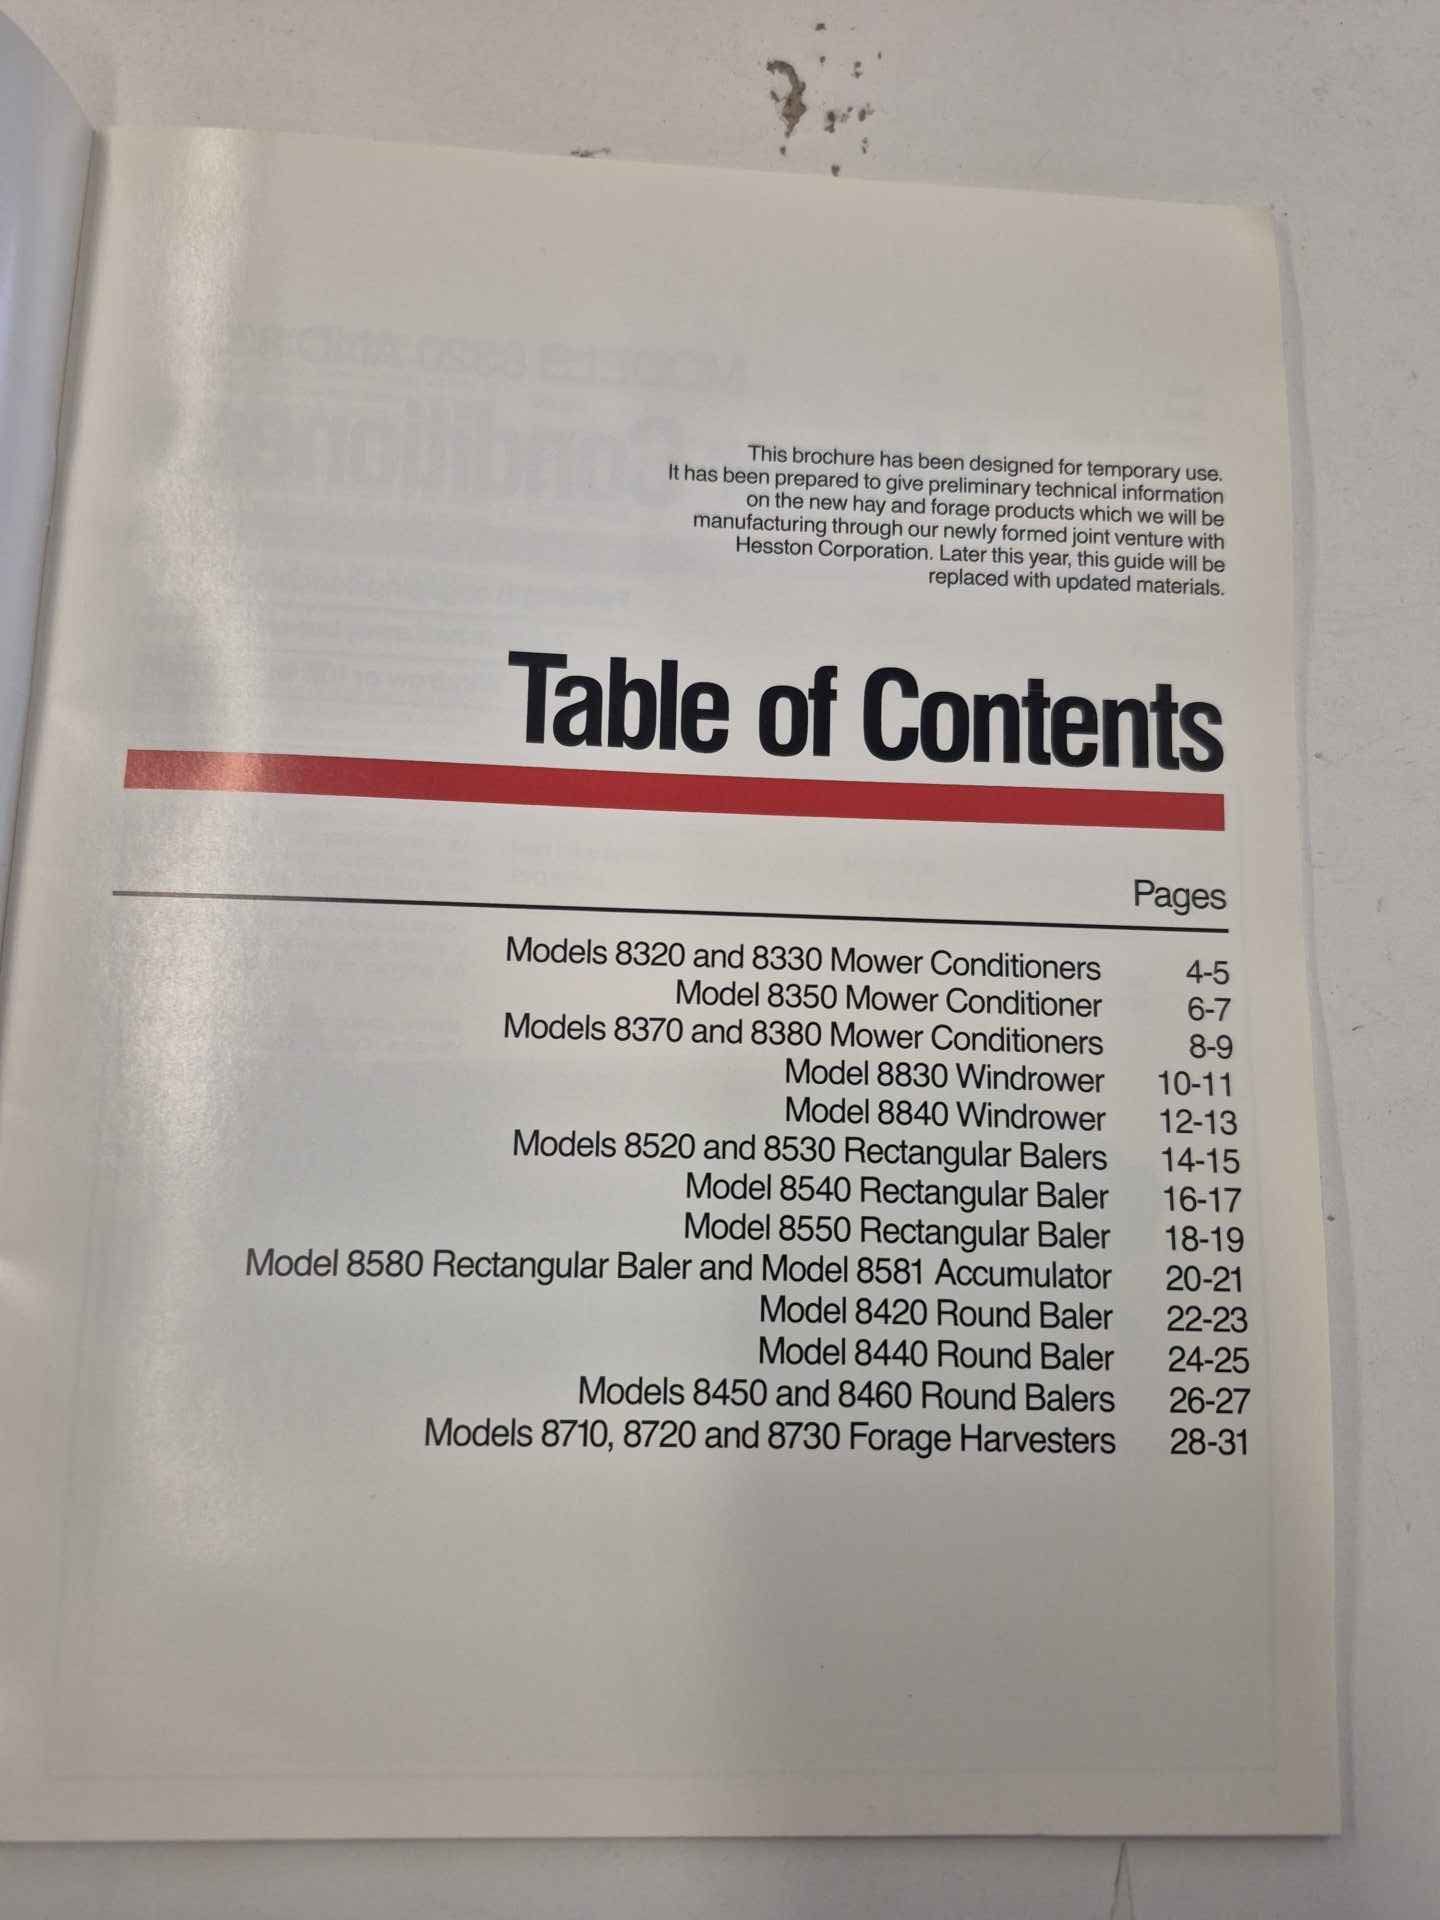 This brochure has been designed for temporary use.
It has been prepared to give preliminary technical information
on the new hay and forage products which we will be
manufacturing through our newly formed joint venture with
Hesston Corporation. Later this year, this guide will be
replaced with updated materials.
Table of Contents
Pages
Models 8320 and 8330 Mower Conditioners 4-5
Model 8350 Mower Conditioner 6-7
Models 8370 and 8380 Mower Conditioners 8-9
Model 8830 Windrower 10-11
Model 8840 Windrower 12-13
Models 8520 and 8530 Rectangular Balers 14-15
Model 8540 Rectangular Baler 16-17
Model 8550 Rectangular Baler 18-19
Model 8580 Rectangular Baler and Model 8581 Accumulator 20-21
Model 8420 Round Baler 22-23
Model 8440 Round Baler 24-25
Models 8450 and 8460 Round Balers 26-27
Models 8710, 8720 and 8730 Forage Harvesters 28-31